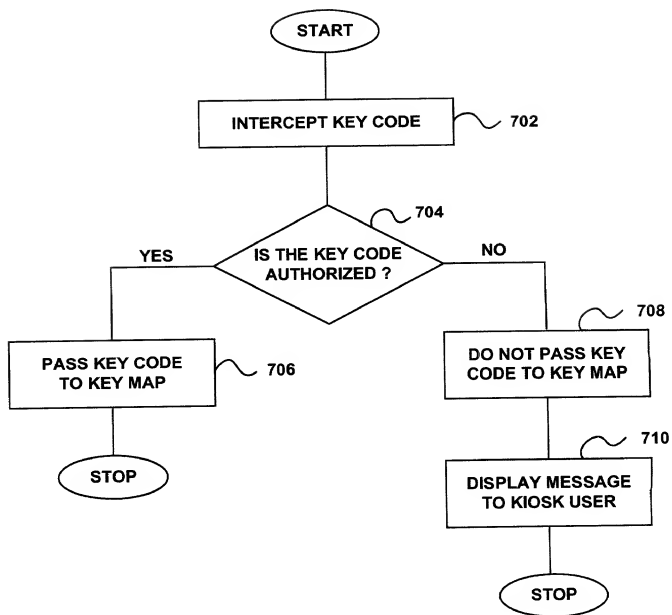 START
INTERCEPT KEY CODE
702
704
IS THE KEY CODE
AUTHORIZED ?
YES
NO
PASS KEY CODE
TO KEY MAP
706
STOP
708
DO NOT PASS KEY
CODE TO KEY MAP
710
DISPLAY MESSAGE
TO KIOSK USER
STOP